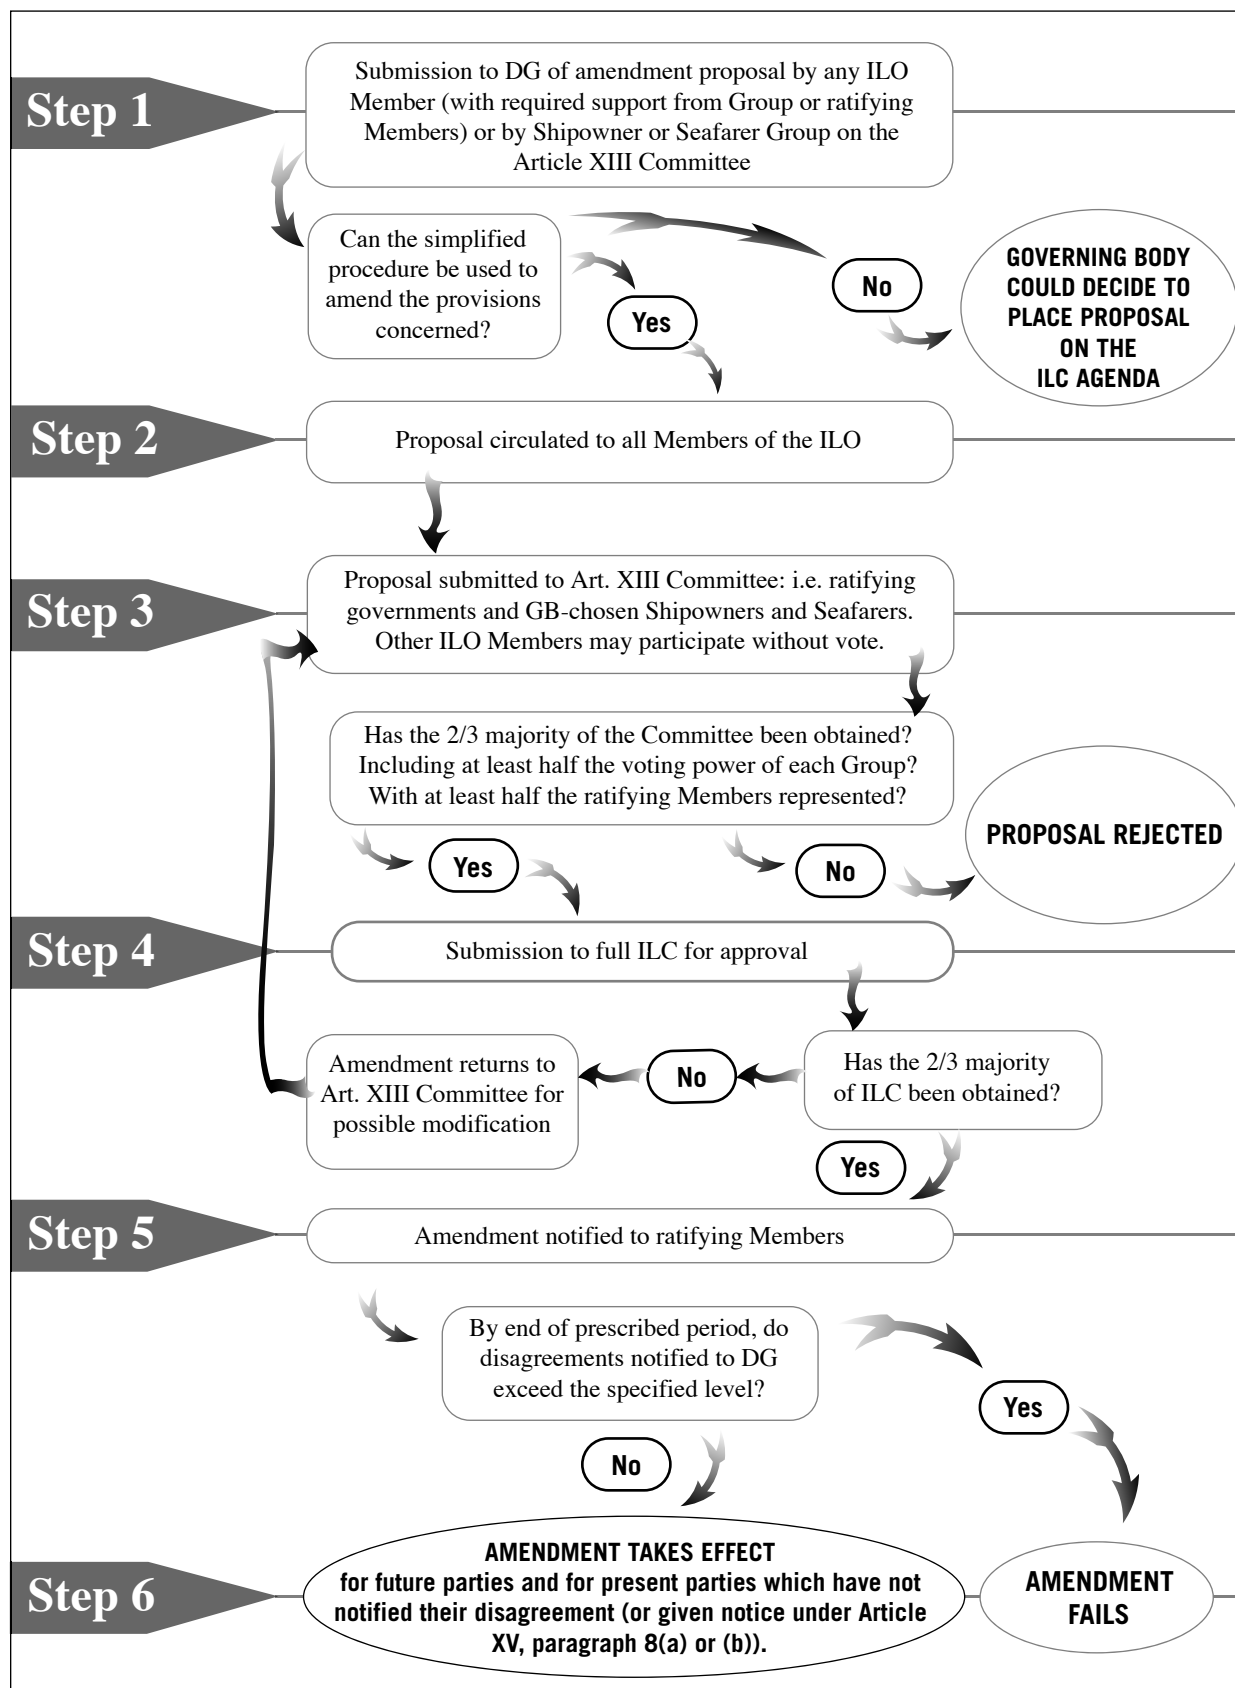 Step 1
Submission to DG of amendment proposal by any ILO
Member (with required support from Group or ratifying
Members) or by Shipowner or Seafarer Group on the
Article XIII Committee
Can the simplified
procedure be used to
amend the provisions
concerned?
Yes
No
GOVERNING BODY
COULD DECIDE TO
PLACE PROPOSAL
ON THE
ILC AGENDA
Step 2
Proposal circulated to all Members of the ILO
Step 3
Proposal submitted to Art. XIII Committee: i.e. ratifying
governments and GB-chosen Shipowners and Seafarers.
Other ILO Members may participate without vote.
Has the 2/3 majority of the Committee been obtained?
Including at least half the voting power of each Group?
With at least half the ratifying Members represented?
Yes
No
PROPOSAL REJECTED
Step 4
Submission to full ILC for approval
Has the 2/3 majority
of ILC been obtained?
No
Amendment returns to
Art. XIII Committee for
possible modification
Yes
Step 5
Amendment notified to ratifying Members
By end of prescribed period, do
disagreements notified to DG
exceed the specified level?
Yes
No
Step 6
AMENDMENT TAKES EFFECT
for future parties and for present parties which have not
notified their disagreement (or given notice under Article
XV, paragraph 8(a) or (b)).
AMENDMENT
FAILS